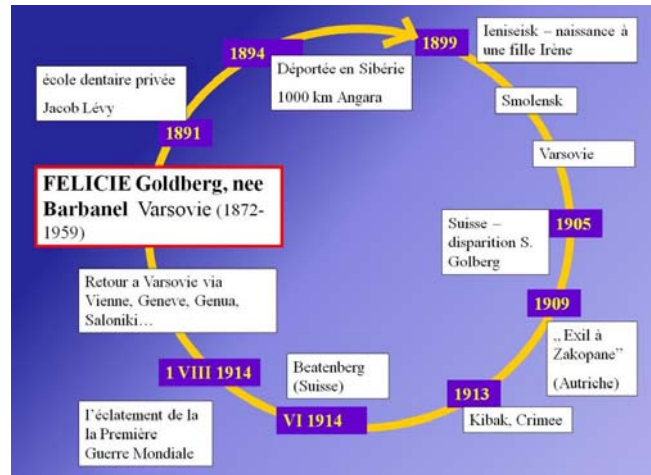 1894
1899
Ieniseisk – naissance à
une fille Irène
école dentaire privée
Jacob Lévy
Déportée en Sibérie
1000 km Angara
Smolensk
1891
Varsovie
FELICIE Goldberg, nee
Barbanel Varsovie (1872-
1959)
Suisse –
disparition S.
Golberg
1905
Retour a Varsovie via
Vienne, Geneve, Genua,
Saloniki…
1909
„Exil à
Zakopane”
(Autriche)
1 VIII 1914
Beatenberg
(Suisse)
1913
Kibak, Crimee
VI 1914
l’éclatement de la
la Première
Guerre Mondiale